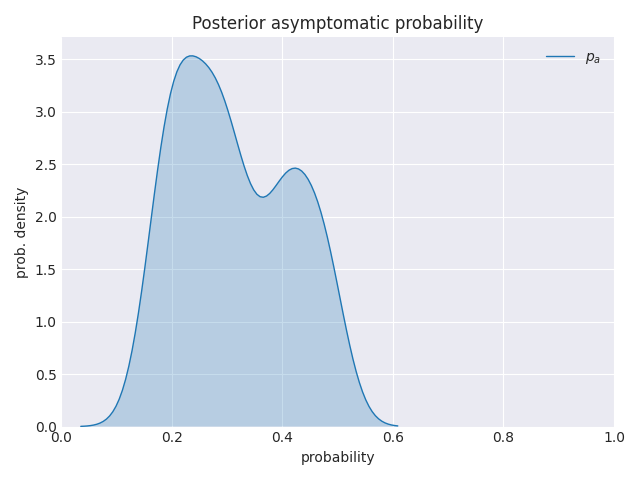 Posterior asymptomatic probability
pₐ
prob. density
3.5
3.0
2.5
2.0
1.5
1.0
0.5
0.0
0.0 0.2 0.4 0.6 0.8 1.0
probability